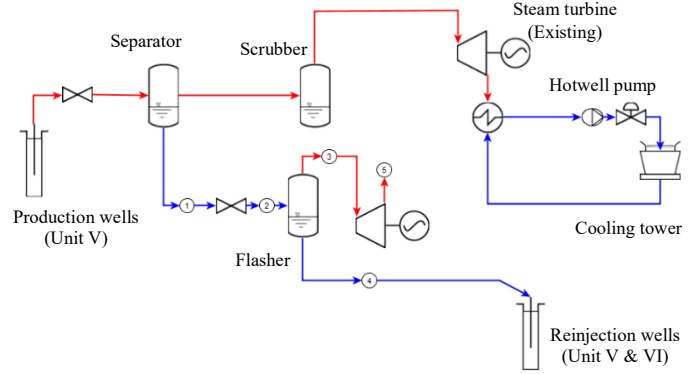 Steam turbine
(Existing)
Separator
Scrubber
Hotwell pump
Production wells
(Unit V)
3
5
1
2
Cooling tower
Flasher
4
Reinjection wells
(Unit V & VI)